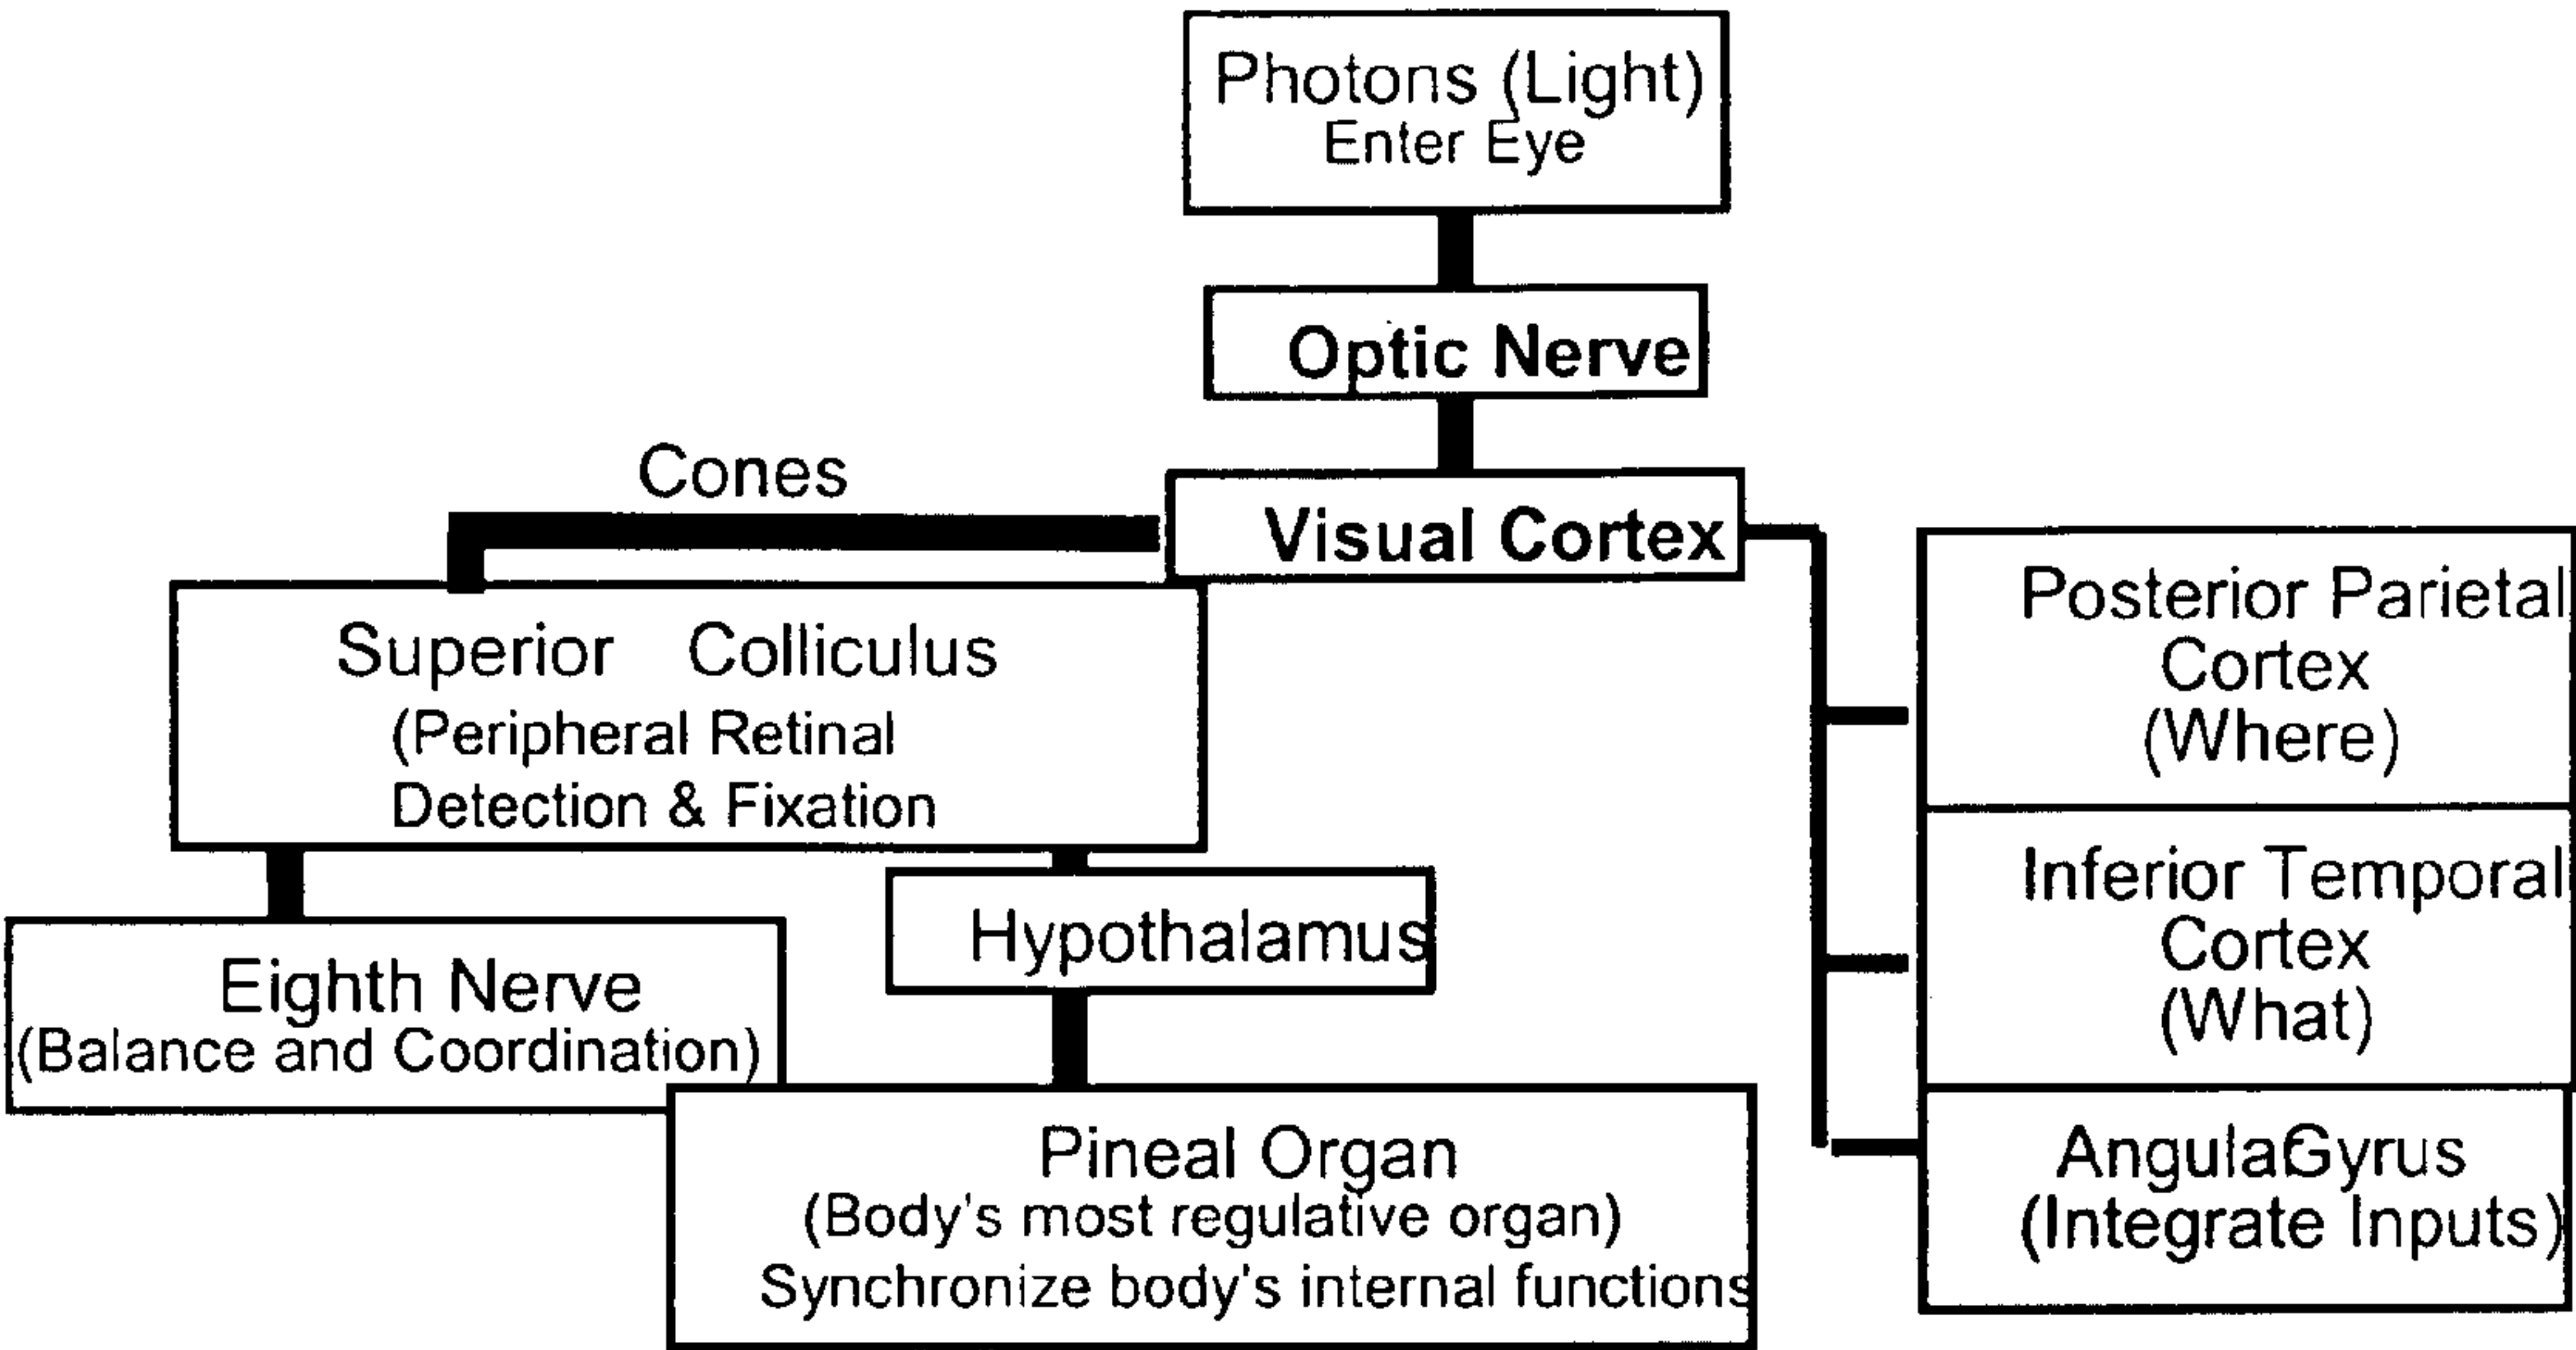 Photons (Light)
Enter Eye
Optic Nerve
Cones
Visual Cortex
Superior Colliculus
(Peripheral Retinal
Detection & Fixation
Eighth Nerve
(Balance and Coordination)
Hypothalamus
Pineal Organ
(Body's most regulative organ)
Synchronize body's internal functions
Posterior Parietal
Cortex
(Where)
Inferior Temporal
Cortex
(What)
AngulaGyrus
(Integrate Inputs)